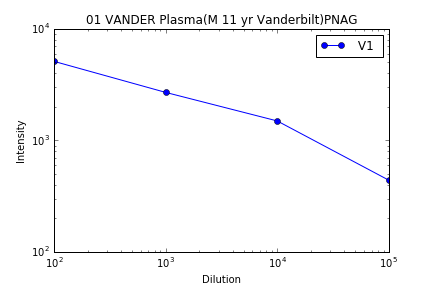 01 VANDER Plasma(M 11 yr Vanderbilt)PNAG
10^4
V1
10^3
Intensity
10^2
10^2 10^3 10^4 10^5
Dilution